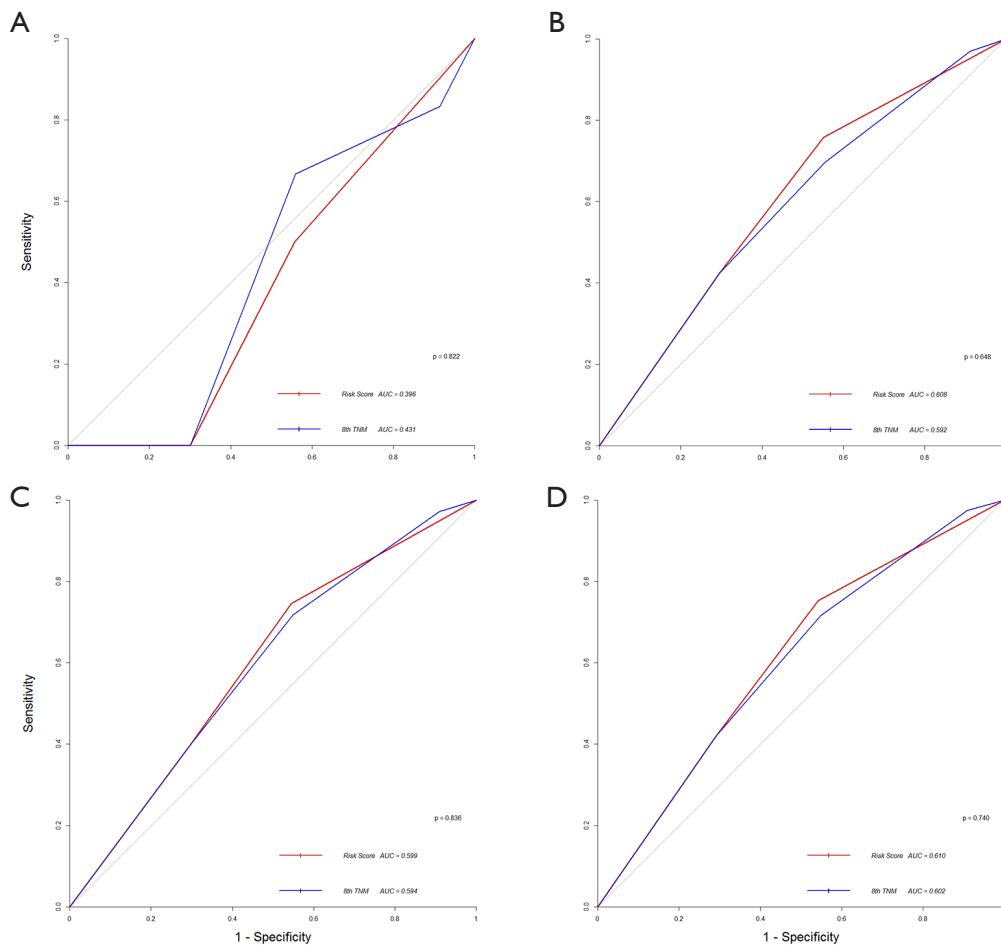 A
1.0
0.8
0.6
0.4
0.2
0.0
Sensitivity
p = 0.822
Risk Score AUC = 0.396
8th TNM AUC = 0.431
0 0.2 0.4 0.6 0.8 1
B
1.0
0.8
0.6
0.4
0.2
0.0
p = 0.648
Risk Score AUC = 0.608
8th TNM AUC = 0.592
0 0.2 0.4 0.6 0.8
C
1.0
0.8
0.6
0.4
0.2
0.0
Sensitivity
p = 0.836
Risk Score AUC = 0.599
8th TNM AUC = 0.594
0 0.2 0.4 0.6 0.8 1
1 - Specificity
D
1.0
0.8
0.6
0.4
0.2
0.0
p = 0.740
Risk Score AUC = 0.610
8th TNM AUC = 0.602
0 0.2 0.4 0.6 0.8
1 - Specificity